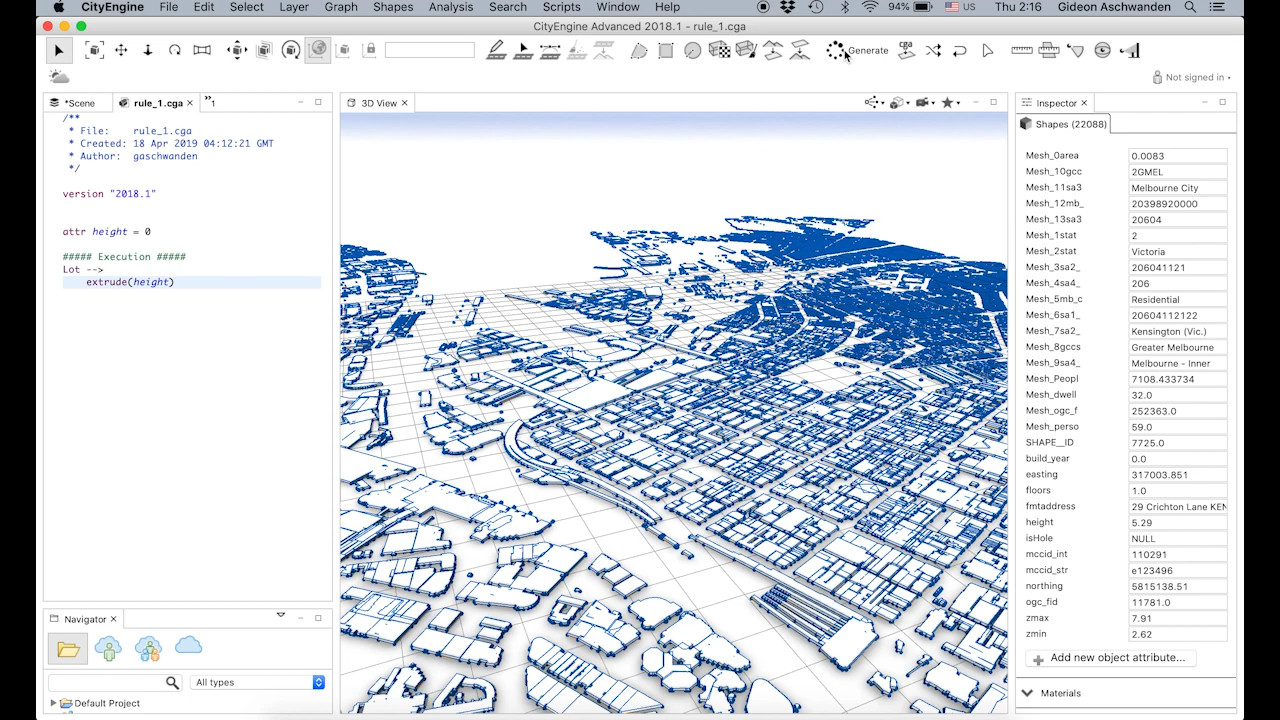 CityEngine File Edit Select Layer Graph Shapes Analysis Search Scripts Window Help 94% US Thu 2:16 Gideon Aschwanden
CityEngine Advanced 2018.1 - rule_1.cga
Generate
cga
Not signed in
*Scene rule_1.cga 1
3D View
Inspector
Shapes (22088)
/**
* File: rule_1.cga
* Created: 18 Apr 2019 04:12:21 GMT
* Author: gaschwanden
*/
version "2018.1"
attr height = 0
##### Execution #####
Lot -->
extrude(height)
Mesh_0area 0.0083
Mesh_10gcc 2GMEL
Mesh_11sa3 Melbourne City
Mesh_12mb_ 20398920000
Mesh_13sa3 20604
Mesh_1stat 2
Mesh_2stat Victoria
Mesh_3sa2_ 206041121
Mesh_4sa4_ 206
Mesh_5mb_c Residential
Mesh_6sa1_ 20604112122
Mesh_7sa2_ Kensington (Vic.)
Mesh_8gccs Greater Melbourne
Mesh_9sa4_ Melbourne - Inner
Mesh_Peopl 7108.433734
Mesh_dwell 32.0
Mesh_ogc_f 252363.0
Mesh_perso 59.0
SHAPE__ID 7725.0
build_year 0.0
easting 317003.851
floors 1.0
fmtaddress 29 Crichton Lane KEN
height 5.29
isHole NULL
mccid_int 110291
mccid_str e123496
northing 5815138.51
ogc_fid 11781.0
zmax 7.91
zmin 2.62
Add new object attribute...
Materials
Navigator
All types
Default Project